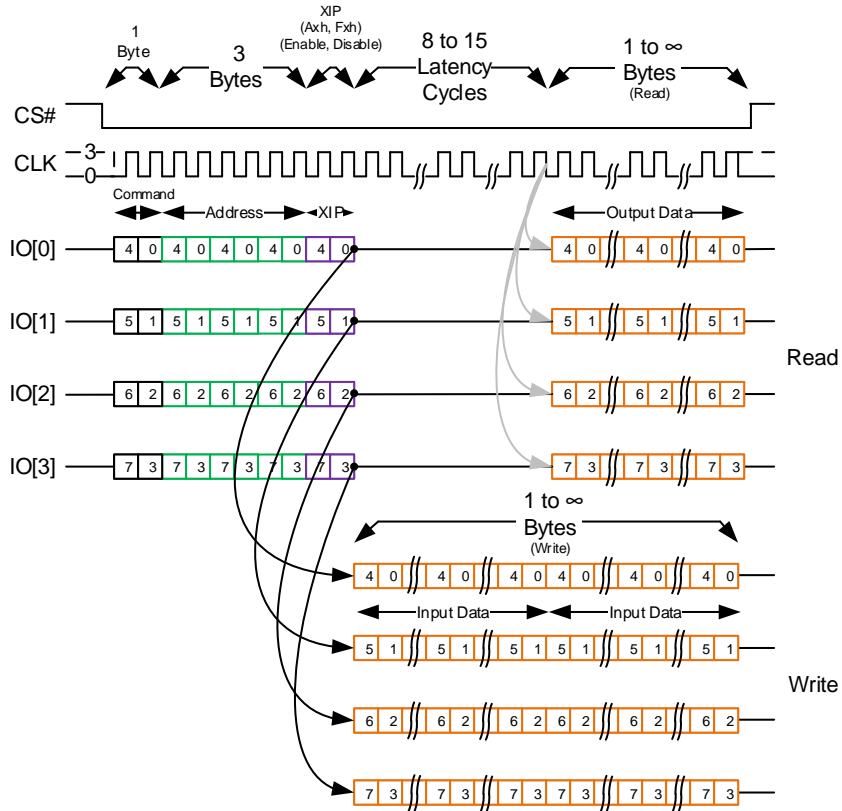 XIP
(Axh, Fxh)
(Enable, Disable)
1
Byte
3
Bytes
8 to 15
Latency
Cycles
1 to ∞
Bytes
(Read)
CS#
CLK
3
0
Command
Address
XIP
Output Data
IO[0] 4 0 4 0 4 0 4 0 4 0 4 0 4 0 4 0
IO[1] 5 1 5 1 5 1 5 1 5 1 5 1 5 1 5 1
Read
IO[2] 6 2 6 2 6 2 6 2 6 2 6 2 6 2 6 2
IO[3] 7 3 7 3 7 3 7 3 7 3 7 3 7 3 7 3
1 to ∞
Bytes
(Write)
4 0 4 0 4 0 4 0 4 0 4 0
Input Data Input Data
5 1 5 1 5 1 5 1 5 1 5 1
Write
6 2 6 2 6 2 6 2 6 2 6 2
7 3 7 3 7 3 7 3 7 3 7 3